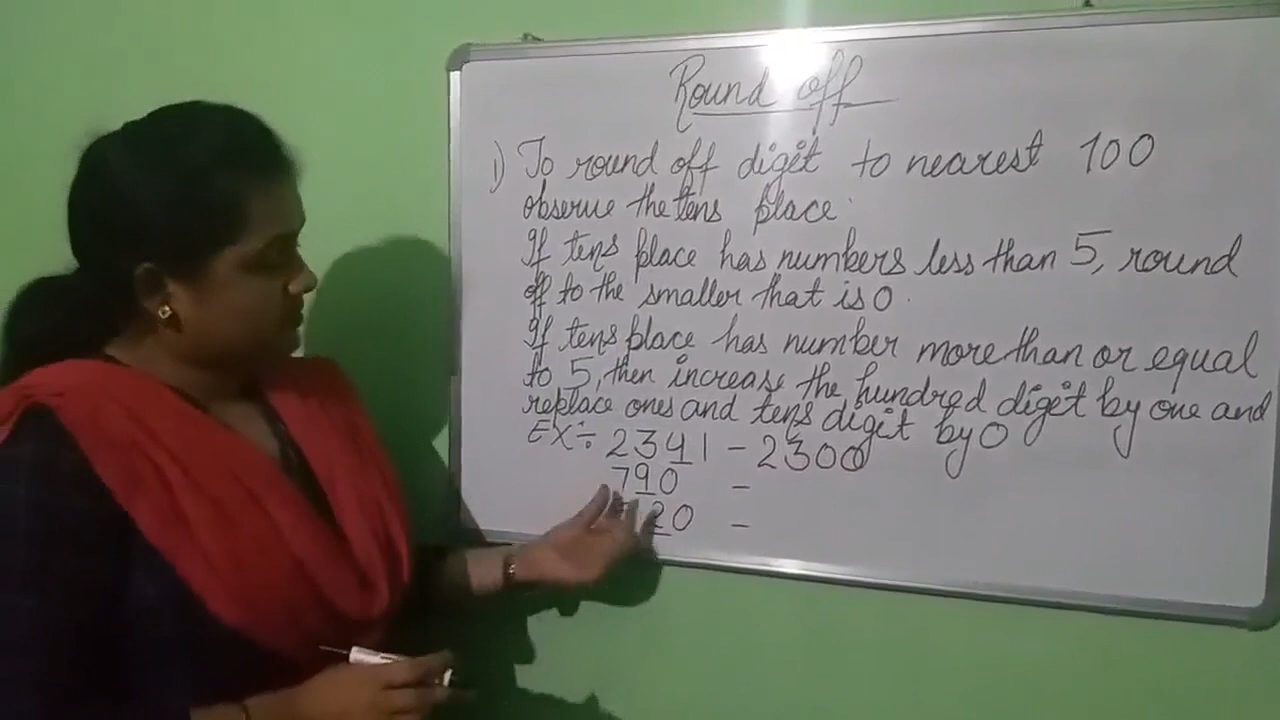 Round off
1) To round off digit to nearest 100
observe the tens place.
If tens place has numbers less than 5, round
off to the smaller that is 0.
If tens place has number more than or equal
to 5, then increase the hundred digit by one and
replace ones and tens digit by 0
EX÷ 2341 - 2300
790 -
20 -